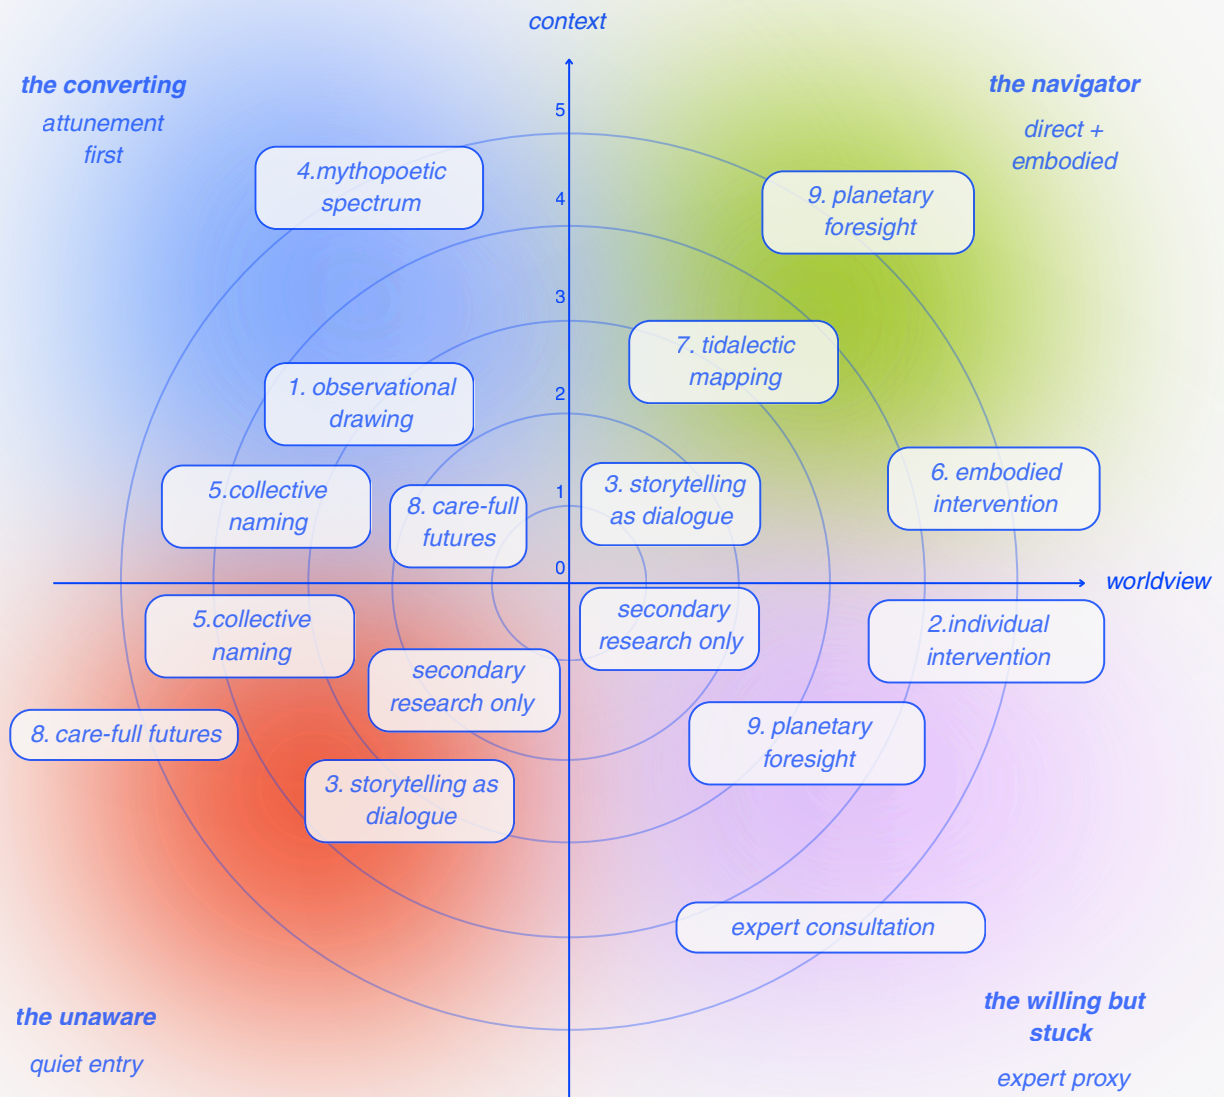 context
the converting
attunement
first
the navigator
direct +
embodied
5
4.mythopoetic
spectrum
4
9. planetary
foresight
3
7. tidalectic
mapping
1. observational
drawing
2
5.collective
naming
8. care-full
futures
1
3. storytelling
as dialogue
6. embodied
intervention
0
worldview
5.collective
naming
secondary
research only
secondary
research only
2.individual
intervention
8. care-full futures
9. planetary
foresight
3. storytelling as
dialogue
expert consultation
the unaware
quiet entry
the willing but
stuck
expert proxy